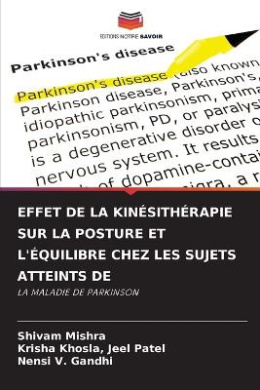 EDITIONS NOTRE SAVOIR
Parkinson's disease
Parkinson's disease (also known
Parkinson disease, Parkinson's,
idiopathic parkinsonism, prima
parkinsonism, PD, or paralys
is a degenerative disorder o
nervous system. It results
of dopamine-contai
nigra, a r
EFFET DE LA KINÉSITHÉRAPIE
SUR LA POSTURE ET
L'ÉQUILIBRE CHEZ LES SUJETS
ATTEINTS DE
LA MALADIE DE PARKINSON
Shivam Mishra
Krisha Khosla, Jeel Patel
Nensi V. Gandhi